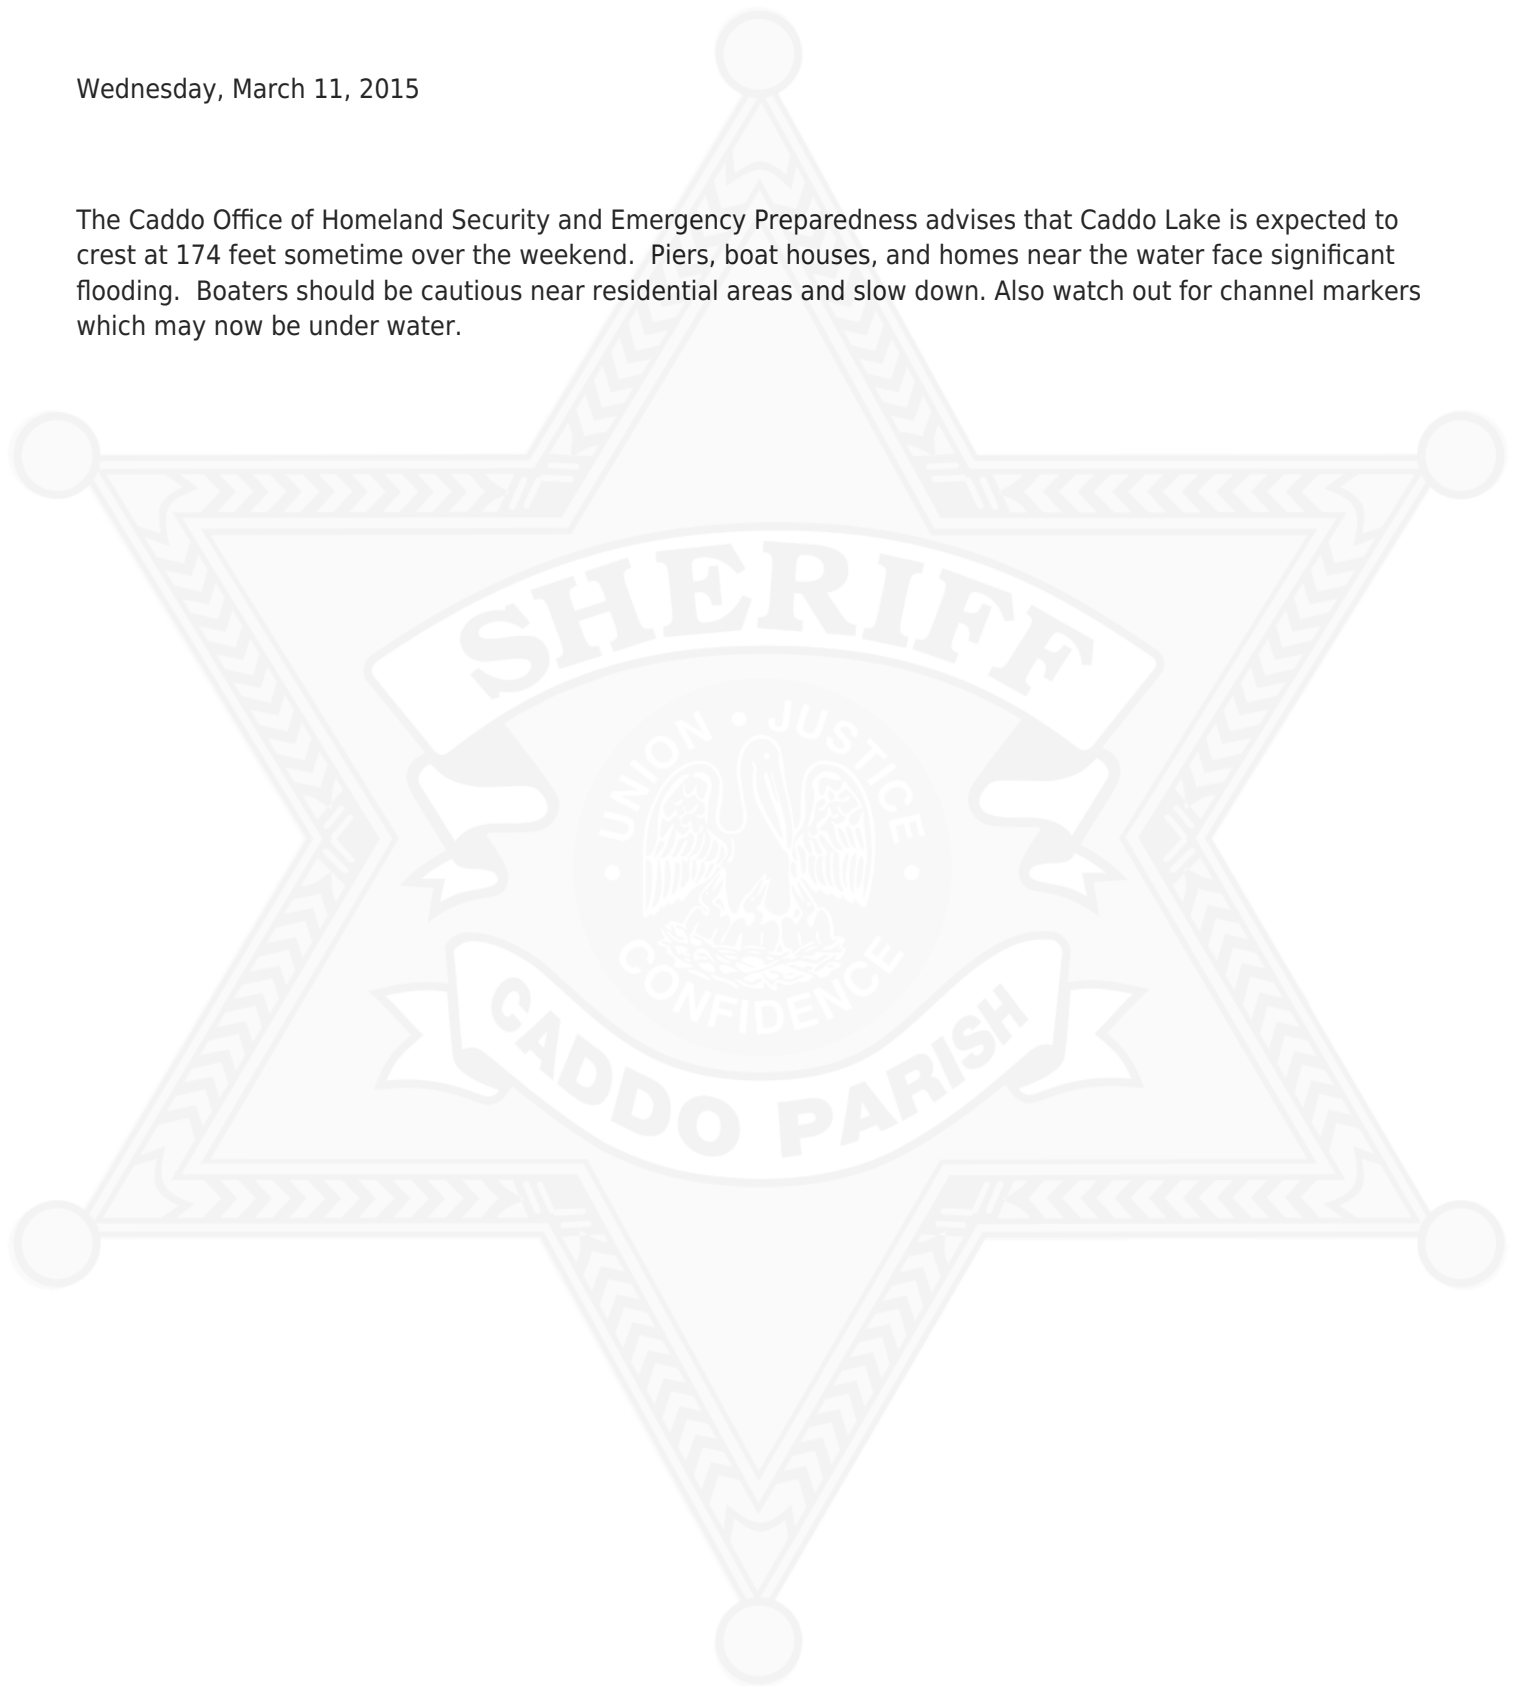 Wednesday, March 11, 2015
The Caddo Office of Homeland Security and Emergency Preparedness advises that Caddo Lake is expected to
crest at 174 feet sometime over the weekend.  Piers, boat houses, and homes near the water face significant
flooding.  Boaters should be cautious near residential areas and slow down. Also watch out for channel markers
which may now be under water.
SHERIFF
UNION • JUSTICE
• CONFIDENCE •
CADDO PARISH